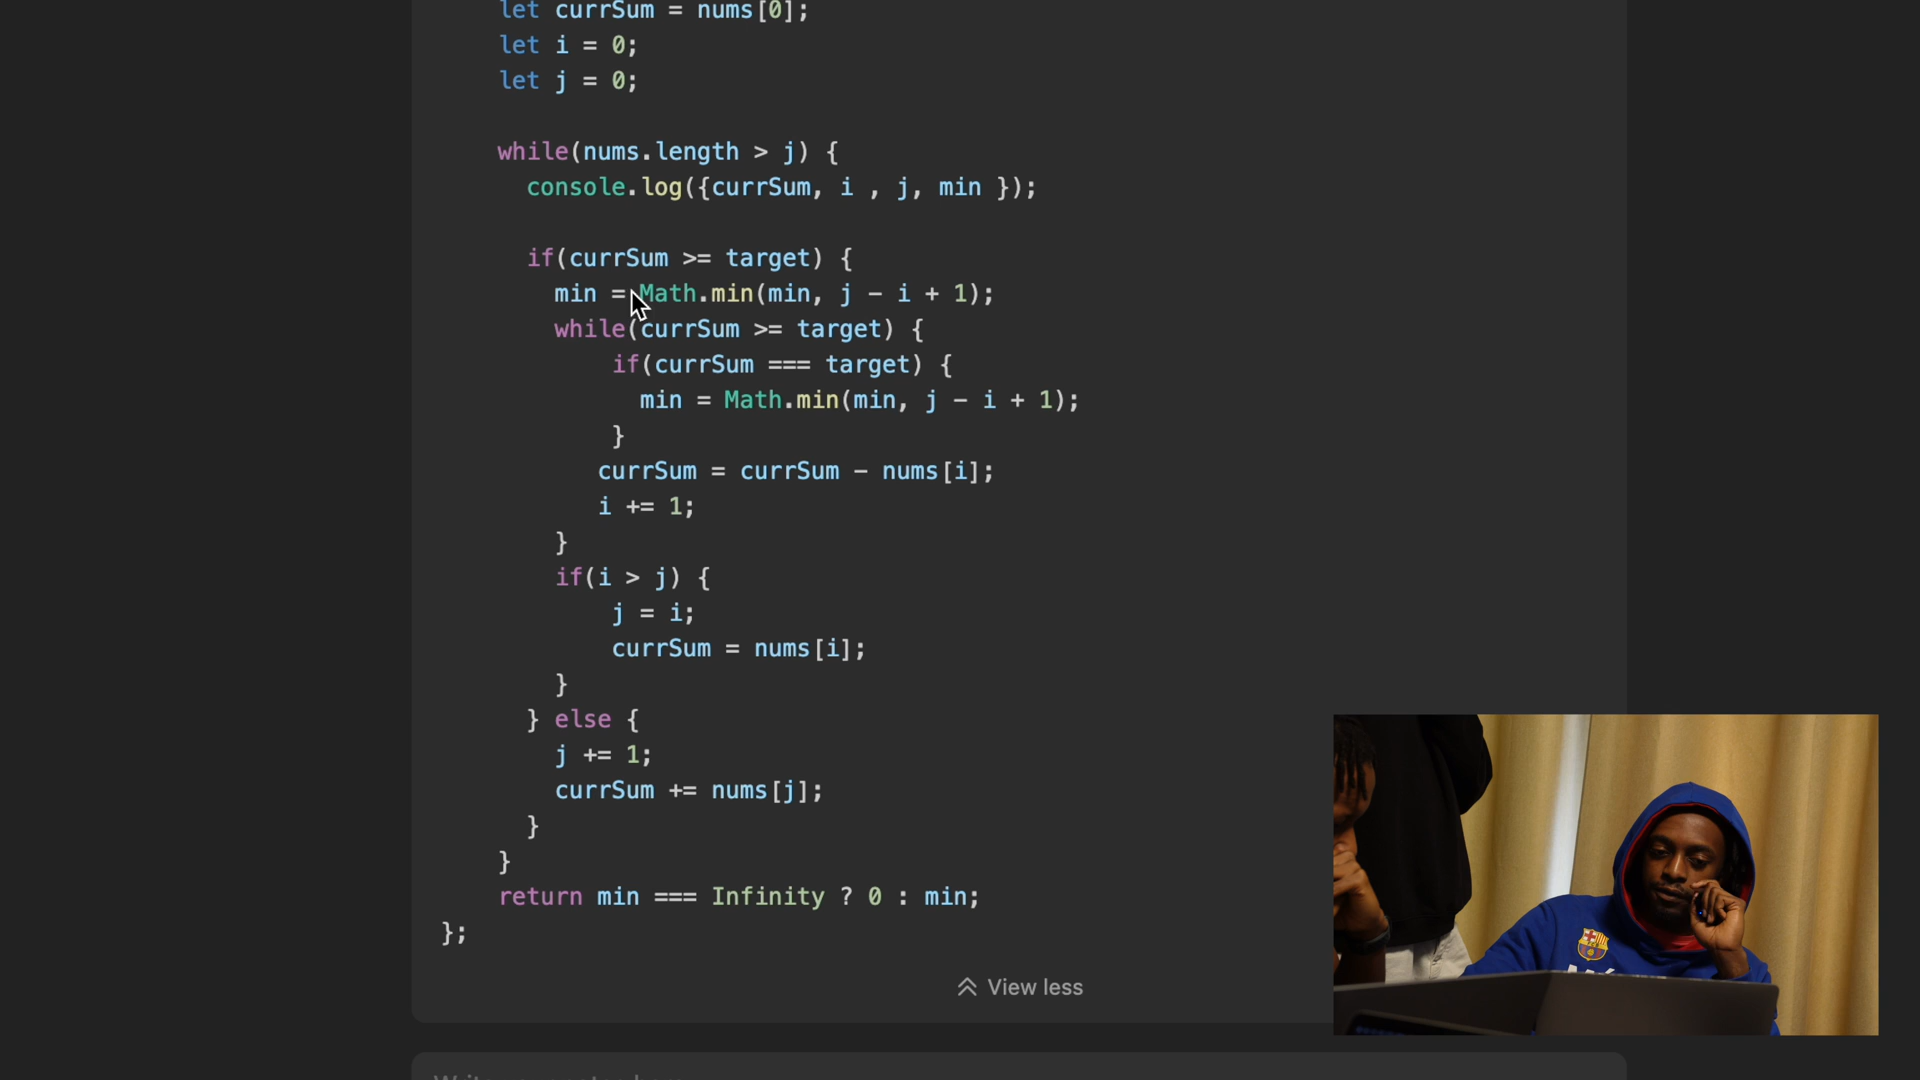 let currSum = nums[0];
let i = 0;
let j = 0;
while(nums.length > j) {
console.log({currSum, i , j, min });
if(currSum >= target) {
min = Math.min(min, j - i + 1);
while(currSum >= target) {
if(currSum === target) {
min = Math.min(min, j - i + 1);
}
currSum = currSum - nums[i];
i += 1;
}
if(i > j) {
j = i;
currSum = nums[i];
}
} else {
j += 1;
currSum += nums[j];
}
}
return min === Infinity ? 0 : min;
};
View less